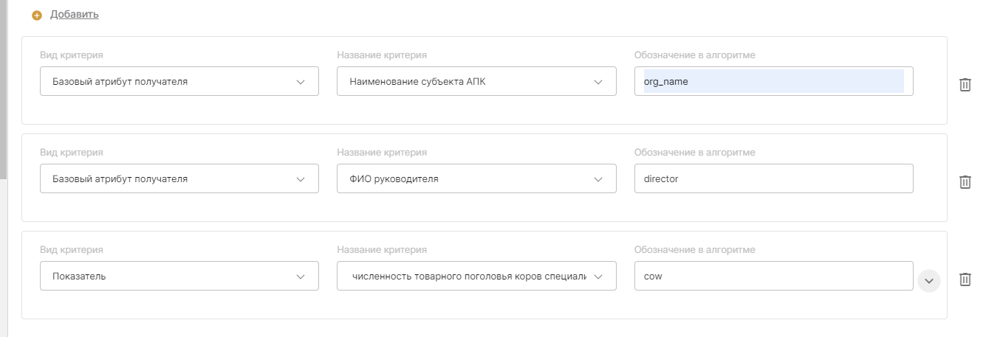 Добавить
Вид критерия Название критерия Обозначение в алгоритме
Базовый атрибут получателя Наименование субъекта АПК org_name
Вид критерия Название критерия Обозначение в алгоритме
Базовый атрибут получателя ФИО руководителя director
Вид критерия Название критерия Обозначение в алгоритме
Показатель численность товарного поголовья коров специали cow